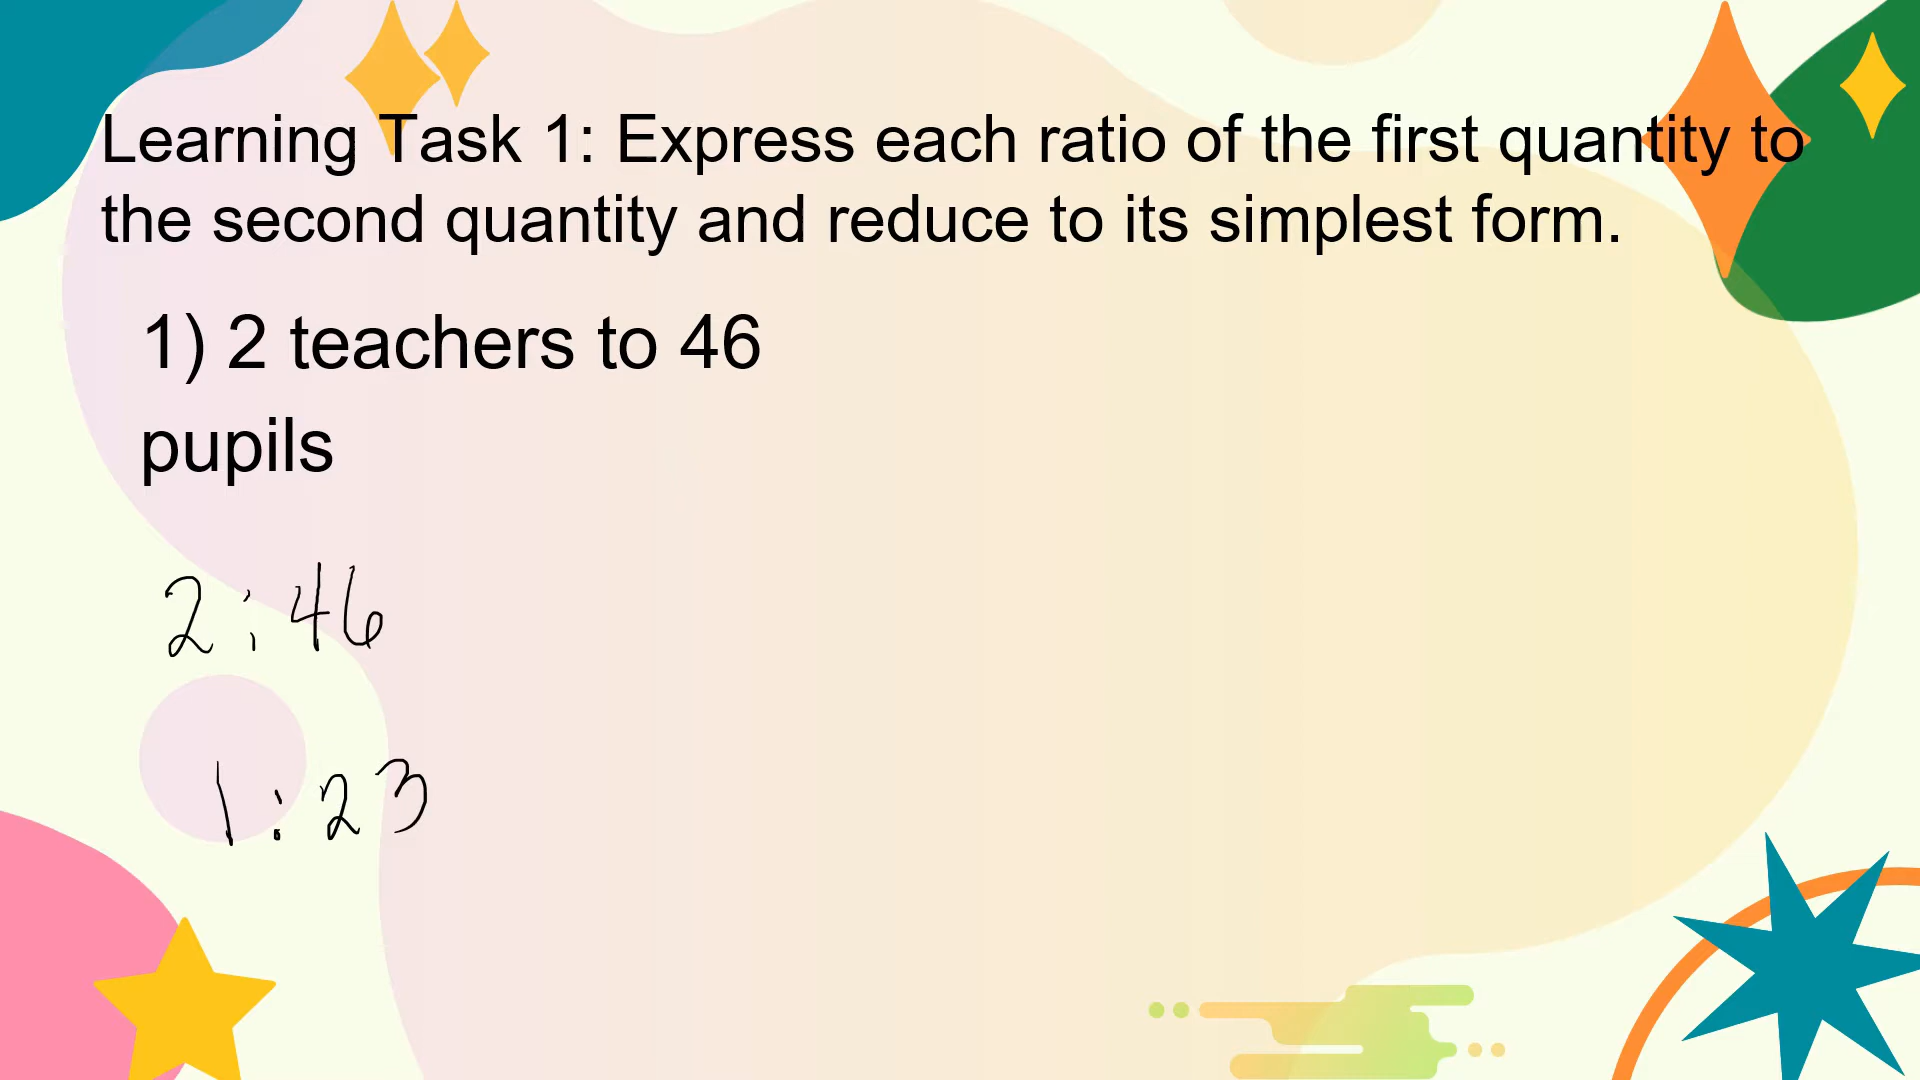 Learning Task 1: Express each ratio of the first quantity to
the second quantity and reduce to its simplest form.
1) 2 teachers to 46
pupils
2:46
1:23